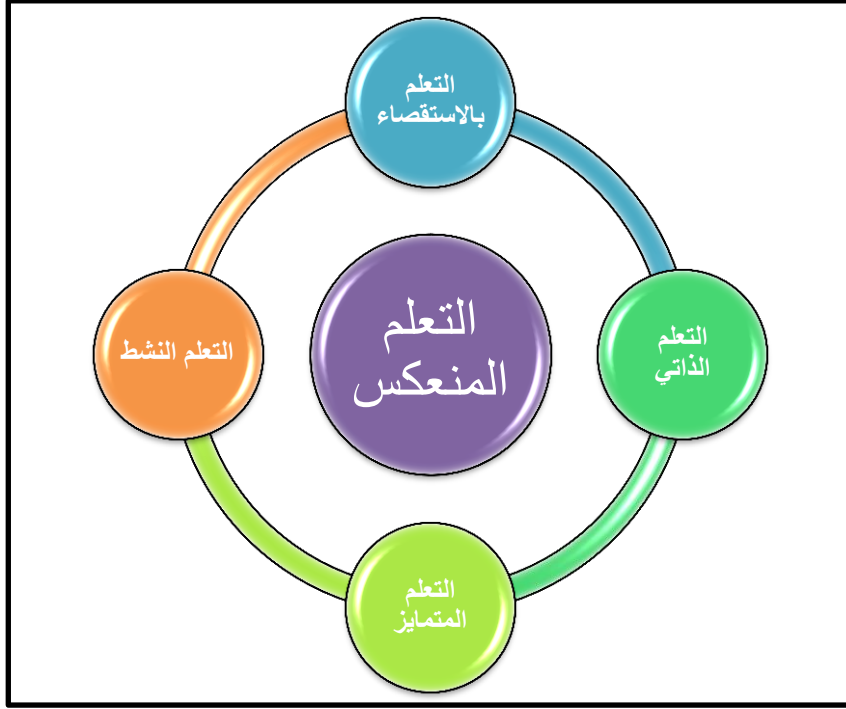 التعلم
بالاستقصاء
التعلم
الذاتي
التعلم
المنعكس
التعلم النشط
التعلم
المتمايز